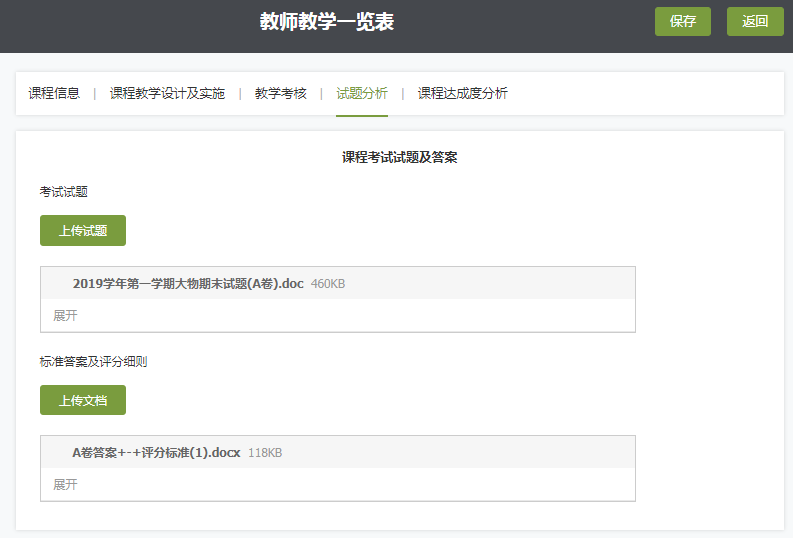 教师教学一览表 保存 返回
课程信息 | 课程教学设计及实施 | 教学考核 | 试题分析 | 课程达成度分析
课程考试试题及答案
考试试题
上传试题
2019学年第一学期大物期末试题(A卷).doc 460KB
展开
标准答案及评分细则
上传文档
A卷答案+-+评分标准(1).docx 118KB
展开